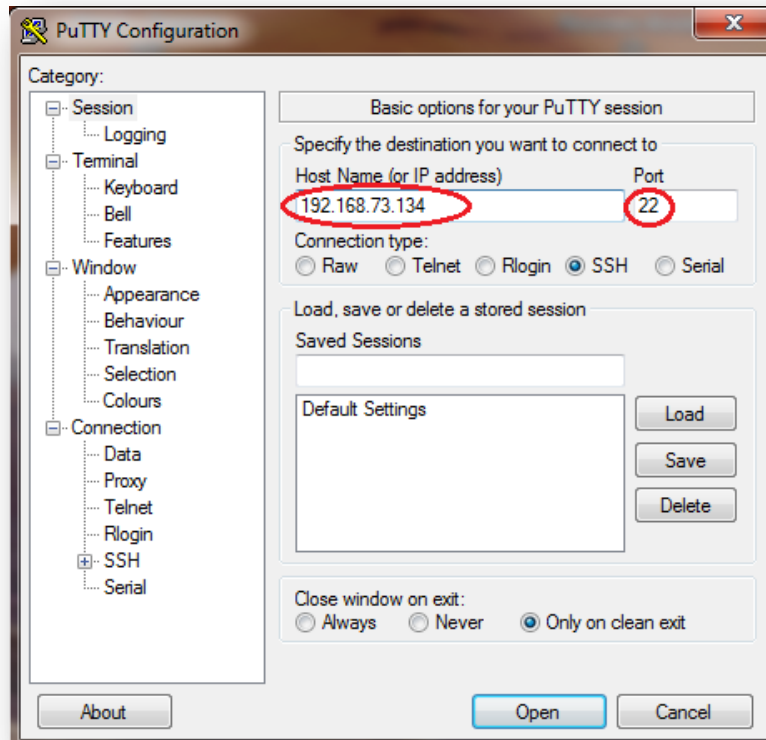 PuTTY Configuration
Category:
Session
Logging
Terminal
Keyboard
Bell
Features
Window
Appearance
Behaviour
Translation
Selection
Colours
Connection
Data
Proxy
Telnet
Rlogin
SSH
Serial
Basic options for your PuTTY session
Specify the destination you want to connect to
Host Name (or IP address) Port
192.168.73.134 22
Connection type:
Raw Telnet Rlogin SSH Serial
Load, save or delete a stored session
Saved Sessions
Default Settings
Load
Save
Delete
Close window on exit:
Always Never Only on clean exit
About Open Cancel